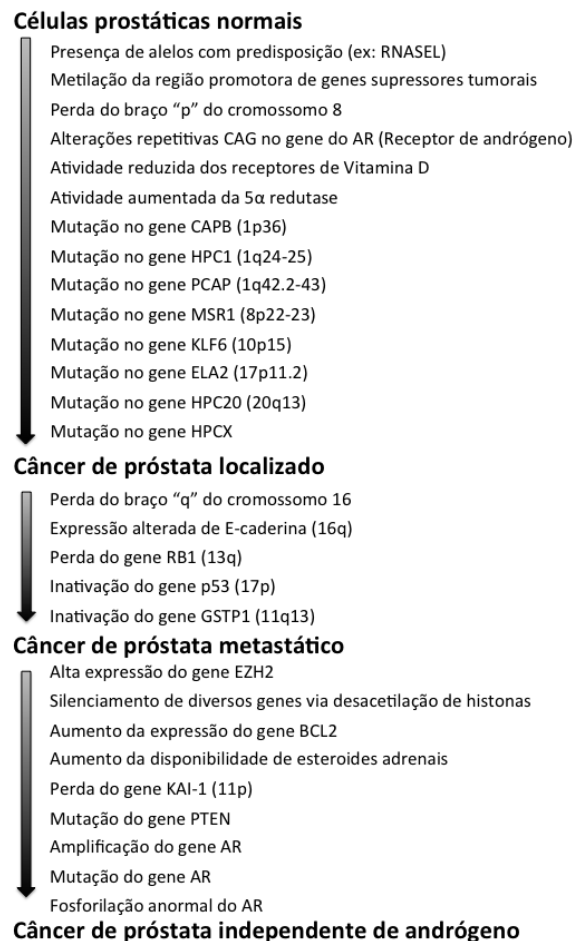 Células prostáticas normais
Presença de alelos com predisposição (ex: RNASEL)
Metilação da região promotora de genes supressores tumorais
Perda do braço “p” do cromossomo 8
Alterações repetitivas CAG no gene do AR (Receptor de andrógeno)
Atividade reduzida dos receptores de Vitamina D
Atividade aumentada da 5α redutase
Mutação no gene CAPB (1p36)
Mutação no gene HPC1 (1q24-25)
Mutação no gene PCAP (1q42.2-43)
Mutação no gene MSR1 (8p22-23)
Mutação no gene KLF6 (10p15)
Mutação no gene ELA2 (17p11.2)
Mutação no gene HPC20 (20q13)
Mutação no gene HPCX
Câncer de próstata localizado
Perda do braço “q” do cromossomo 16
Expressão alterada de E-caderina (16q)
Perda do gene RB1 (13q)
Inativação do gene p53 (17p)
Inativação do gene GSTP1 (11q13)
Câncer de próstata metastático
Alta expressão do gene EZH2
Silenciamento de diversos genes via desacetilação de histonas
Aumento da expressão do gene BCL2
Aumento da disponibilidade de esteroides adrenais
Perda do gene KAI-1 (11p)
Mutação do gene PTEN
Amplificação do gene AR
Mutação do gene AR
Fosforilação anormal do AR
Câncer de próstata independente de andrógeno